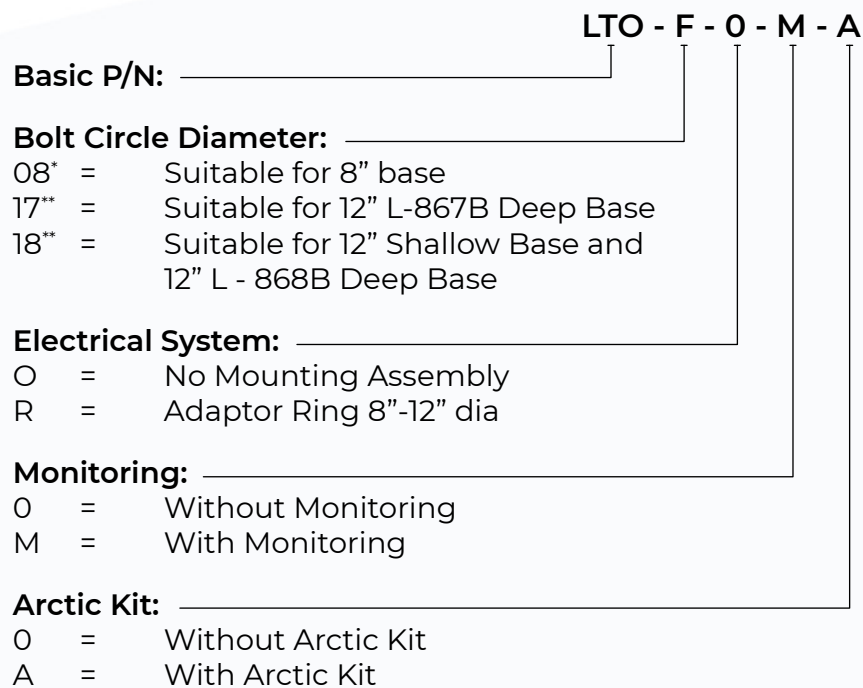 LTO - F - 0 - M - A
Basic P/N:
Bolt Circle Diameter:
08* = Suitable for 8” base
17** = Suitable for 12” L-867B Deep Base
18** = Suitable for 12” Shallow Base and
12” L - 868B Deep Base
Electrical System:
O = No Mounting Assembly
R = Adaptor Ring 8”-12” dia
Monitoring:
0 = Without Monitoring
M = With Monitoring
Arctic Kit:
0 = Without Arctic Kit
A = With Arctic Kit